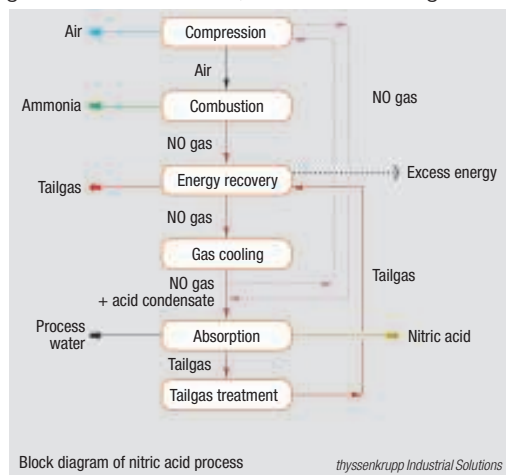 Air
Compression
Air
NO gas
Ammonia
Combustion
NO gas
Tailgas
Energy recovery
Excess energy
NO gas
Gas cooling
Tailgas
NO gas
+ acid condensate
Process
water
Absorption
Nitric acid
Tailgas
Tailgas treatment
Block diagram of nitric acid process
thyssenkrupp Industrial Solutions